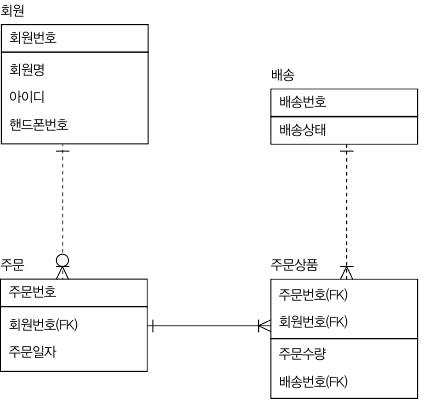 회원
회원번호
회원명
아이디
핸드폰번호
배송
배송번호
배송상태
주문
주문번호
회원번호(FK)
주문일자
주문상품
주문번호(FK)
회원번호(FK)
주문수량
배송번호(FK)